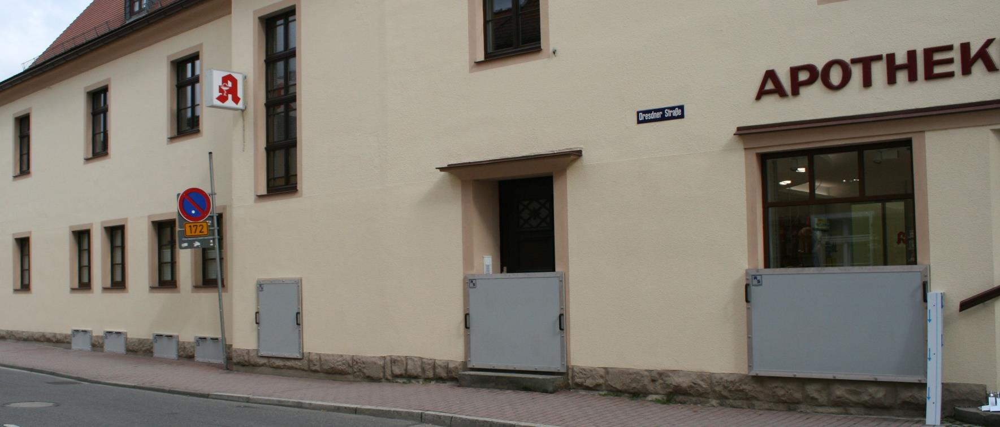 APOTHEK
Dresdner Straße
172